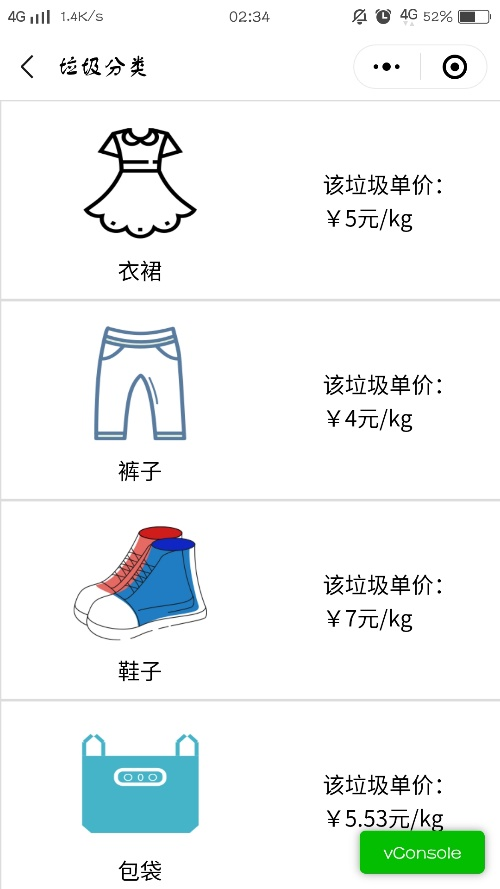 4G 1.4K/s 02:34 4G 52%
垃圾分类
该垃圾单价：
￥5元/kg
衣裙
该垃圾单价：
￥4元/kg
裤子
该垃圾单价：
￥7元/kg
鞋子
该垃圾单价：
￥5.53元/kg
包袋
vConsole